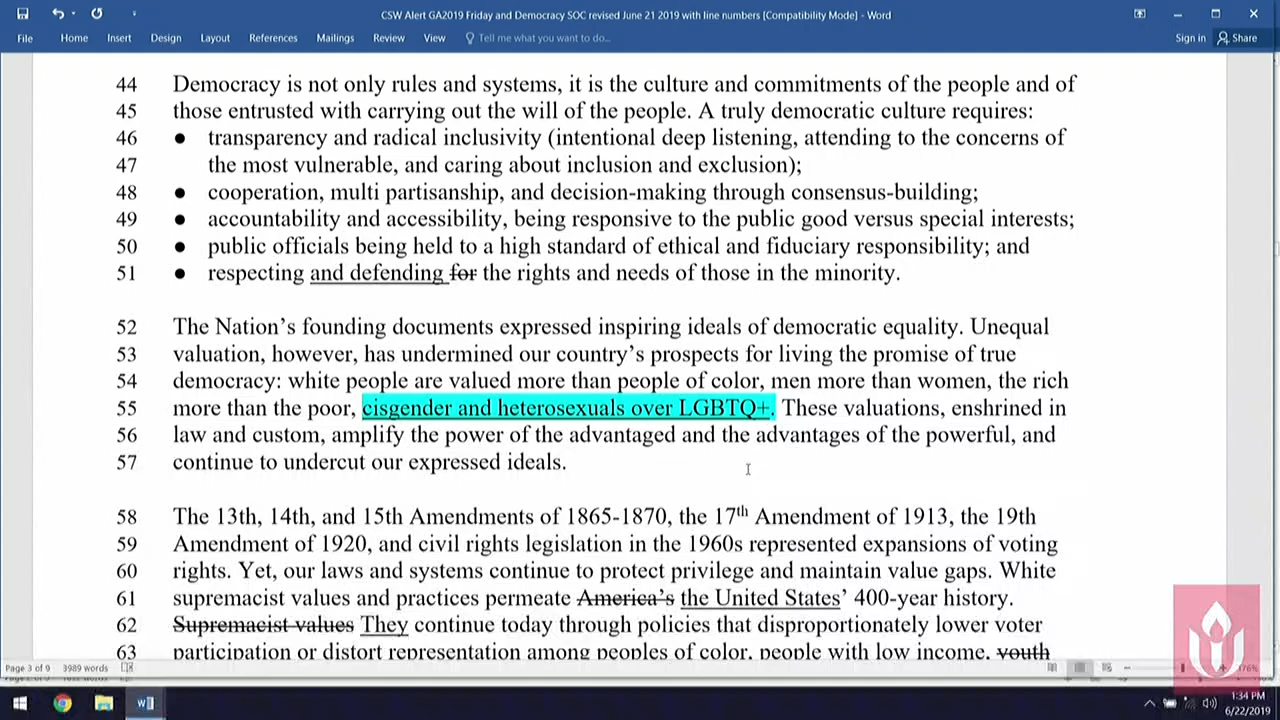 CSW Alert GA2019 Friday and Democracy SOC revised June 21 2019 with line numbers [Compatibility Mode] - Word
File Home Insert Design Layout References Mailings Review View Tell me what you want to do... Sign in Share
44 Democracy is not only rules and systems, it is the culture and commitments of the people and of
45 those entrusted with carrying out the will of the people. A truly democratic culture requires:
46 ● transparency and radical inclusivity (intentional deep listening, attending to the concerns of
47 the most vulnerable, and caring about inclusion and exclusion);
48 ● cooperation, multi partisanship, and decision-making through consensus-building;
49 ● accountability and accessibility, being responsive to the public good versus special interests;
50 ● public officials being held to a high standard of ethical and fiduciary responsibility; and
51 ● respecting and defending for the rights and needs of those in the minority.
52 The Nation’s founding documents expressed inspiring ideals of democratic equality. Unequal
53 valuation, however, has undermined our country’s prospects for living the promise of true
54 democracy: white people are valued more than people of color, men more than women, the rich
55 more than the poor, cisgender and heterosexuals over LGBTQ+. These valuations, enshrined in
56 law and custom, amplify the power of the advantaged and the advantages of the powerful, and
57 continue to undercut our expressed ideals.
58 The 13th, 14th, and 15th Amendments of 1865-1870, the 17th Amendment of 1913, the 19th
59 Amendment of 1920, and civil rights legislation in the 1960s represented expansions of voting
60 rights. Yet, our laws and systems continue to protect privilege and maintain value gaps. White
61 supremacist values and practices permeate America’s the United States’ 400-year history.
62 Supremacist values They continue today through policies that disproportionately lower voter
63 participation or distort representation among peoples of color, people with low income, youth
Page 3 of 9 3989 words 176%
1:34 PM
6/22/2019